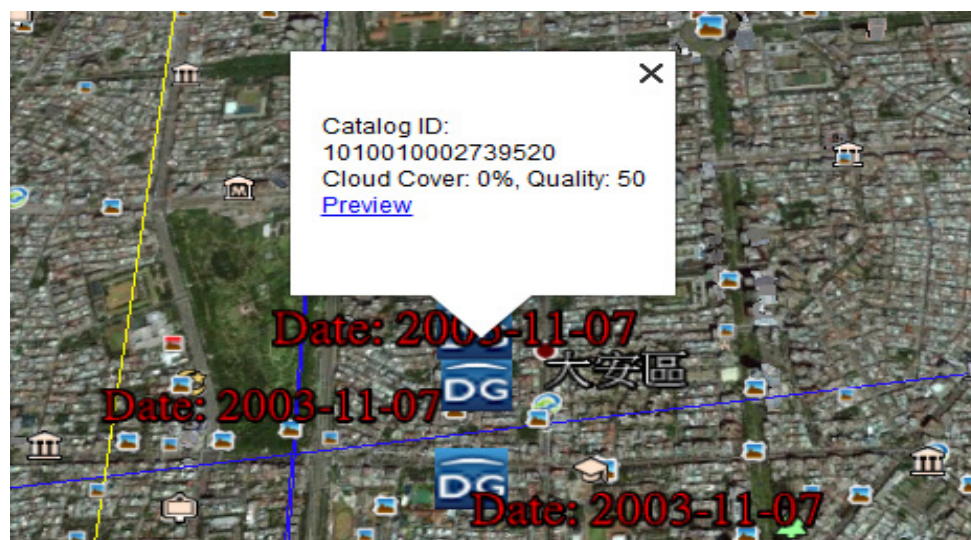 Catalog ID:
1010010002739520
Cloud Cover: 0%, Quality: 50
Preview
Date: 2003-11-07
大安區
DG
Date: 2003-11-07
DG
Date: 2003-11-07
M